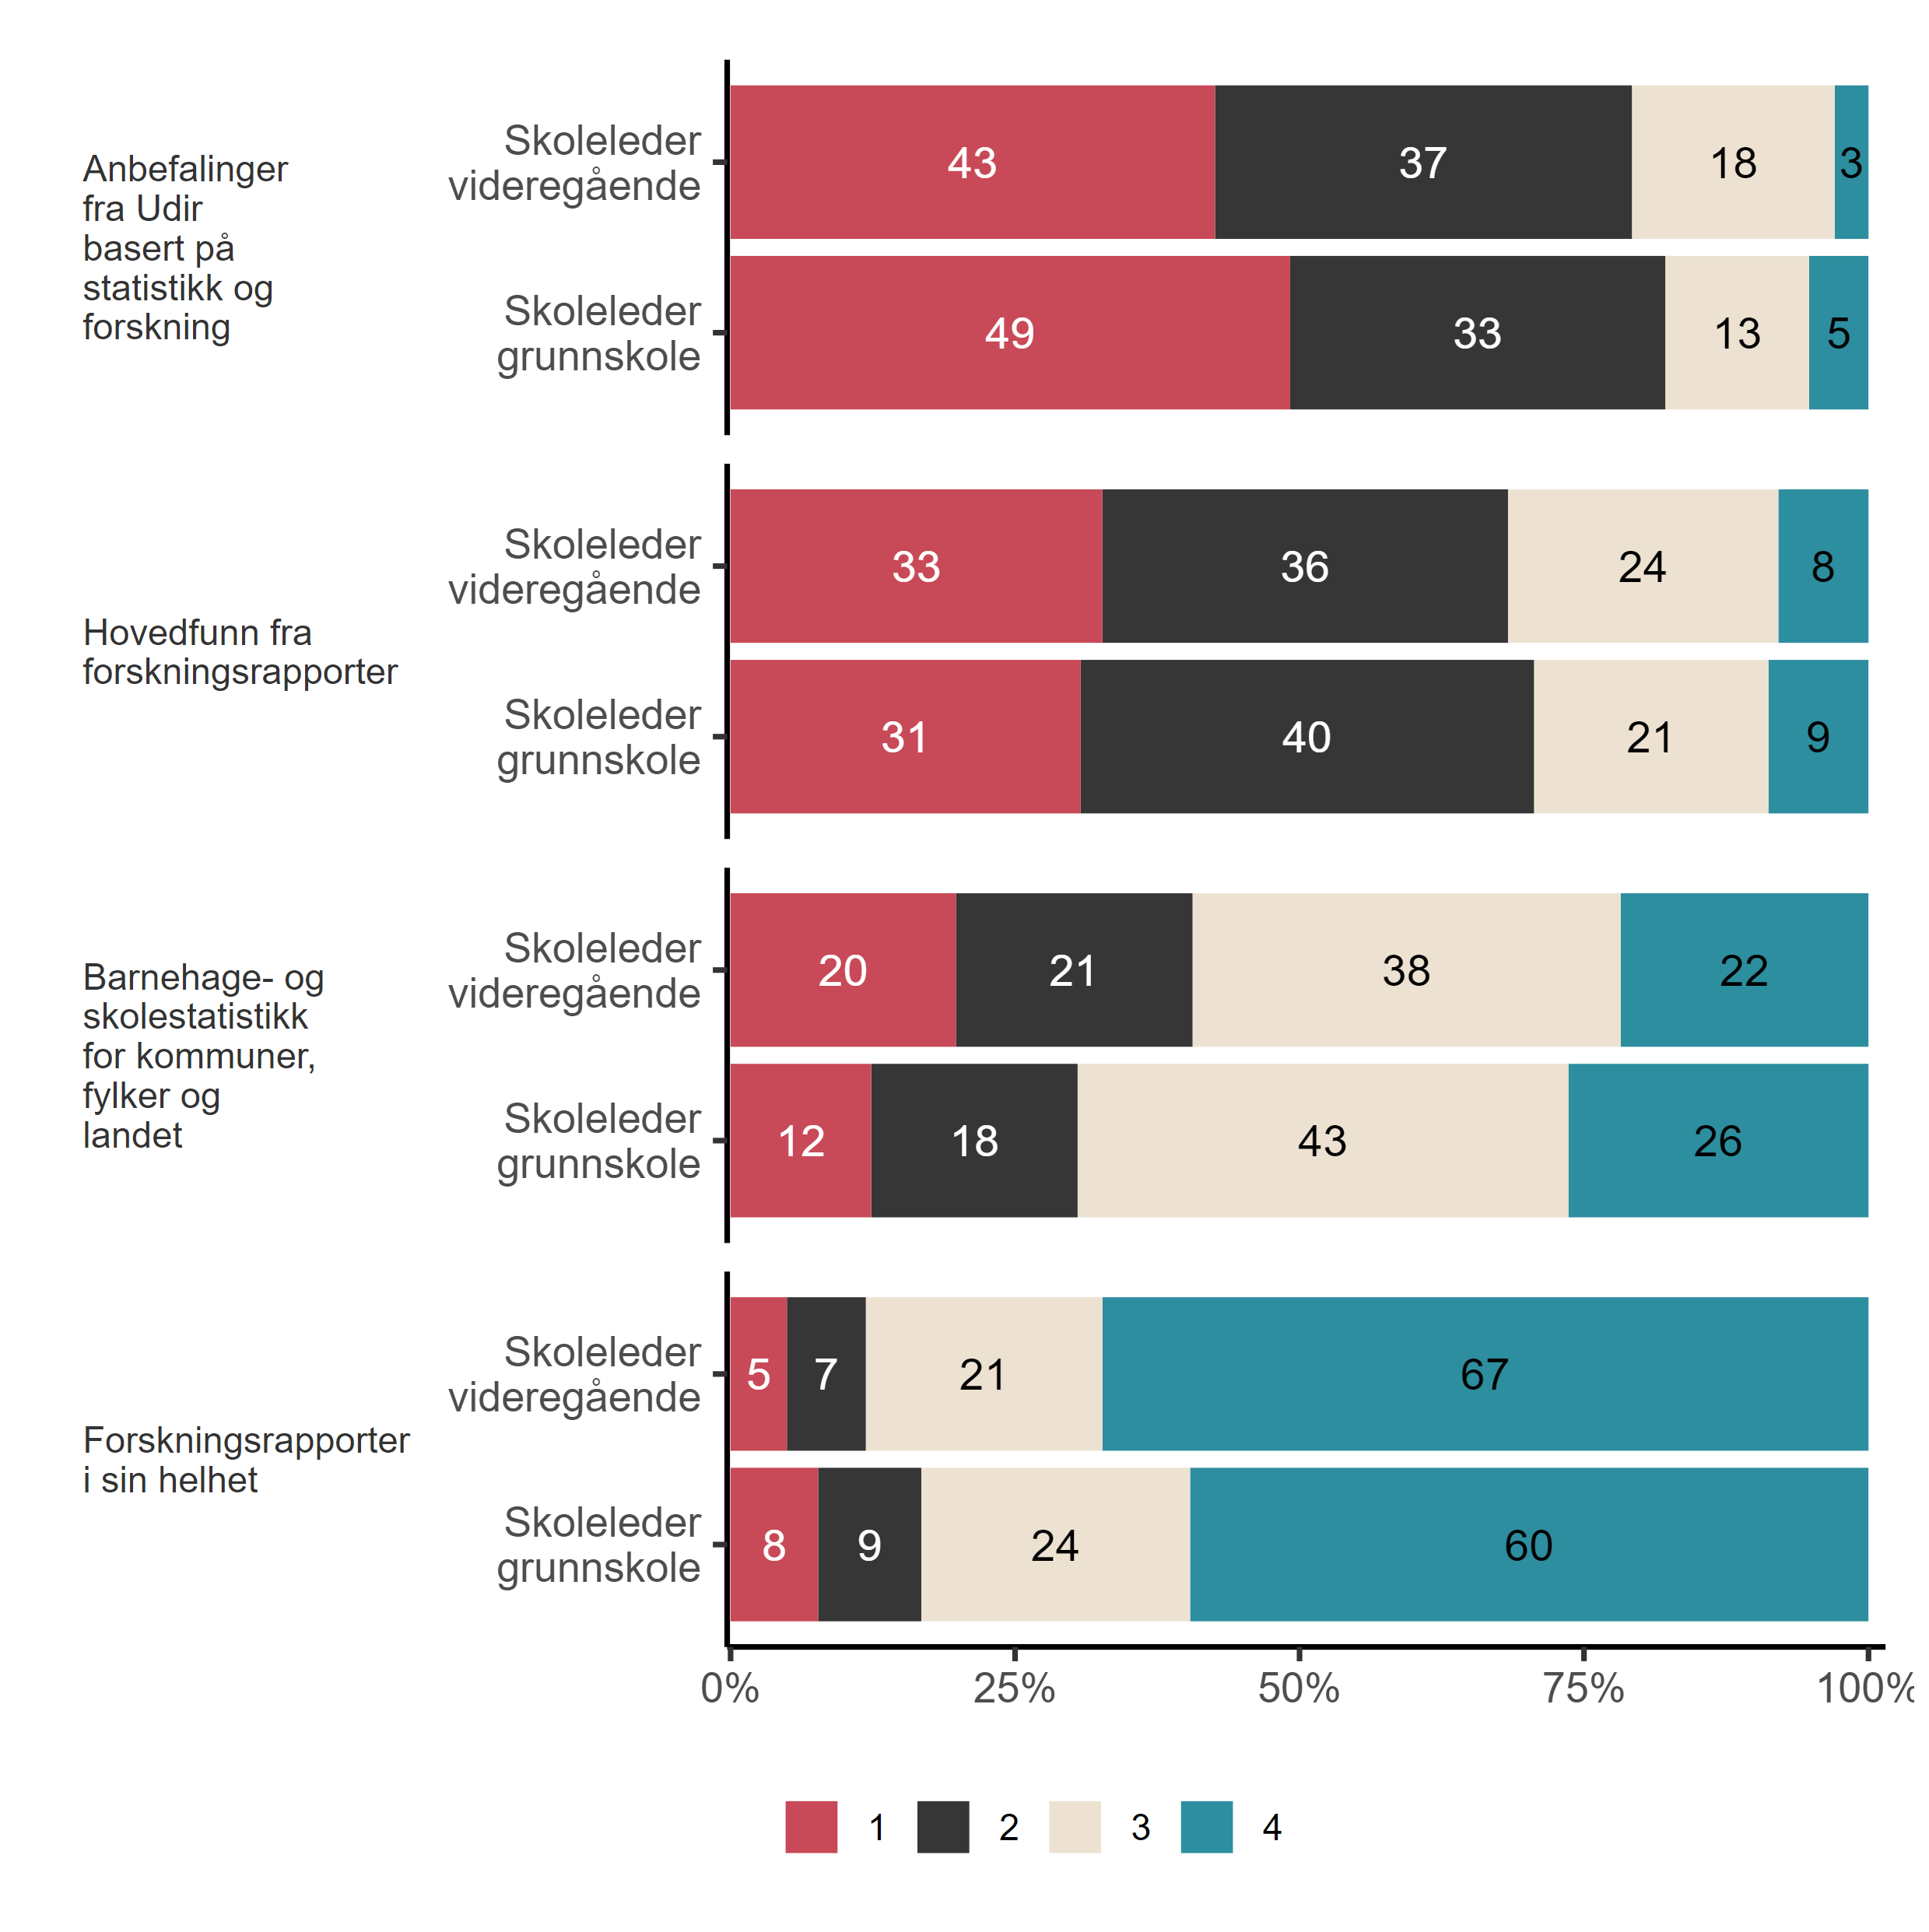 Anbefalinger
fra Udir
basert på
statistikk og
forskning
Skoleleder
videregående
43 37 18 3
Skoleleder
grunnskole
49 33 13 5
Hovedfunn fra
forskningsrapporter
Skoleleder
videregående
33 36 24 8
Skoleleder
grunnskole
31 40 21 9
Barnehage- og
skolestatistikk
for kommuner,
fylker og
landet
Skoleleder
videregående
20 21 38 22
Skoleleder
grunnskole
12 18 43 26
Forskningsrapporter
i sin helhet
Skoleleder
videregående
5 7 21 67
Skoleleder
grunnskole
8 9 24 60
0% 25% 50% 75% 100%
1 2 3 4